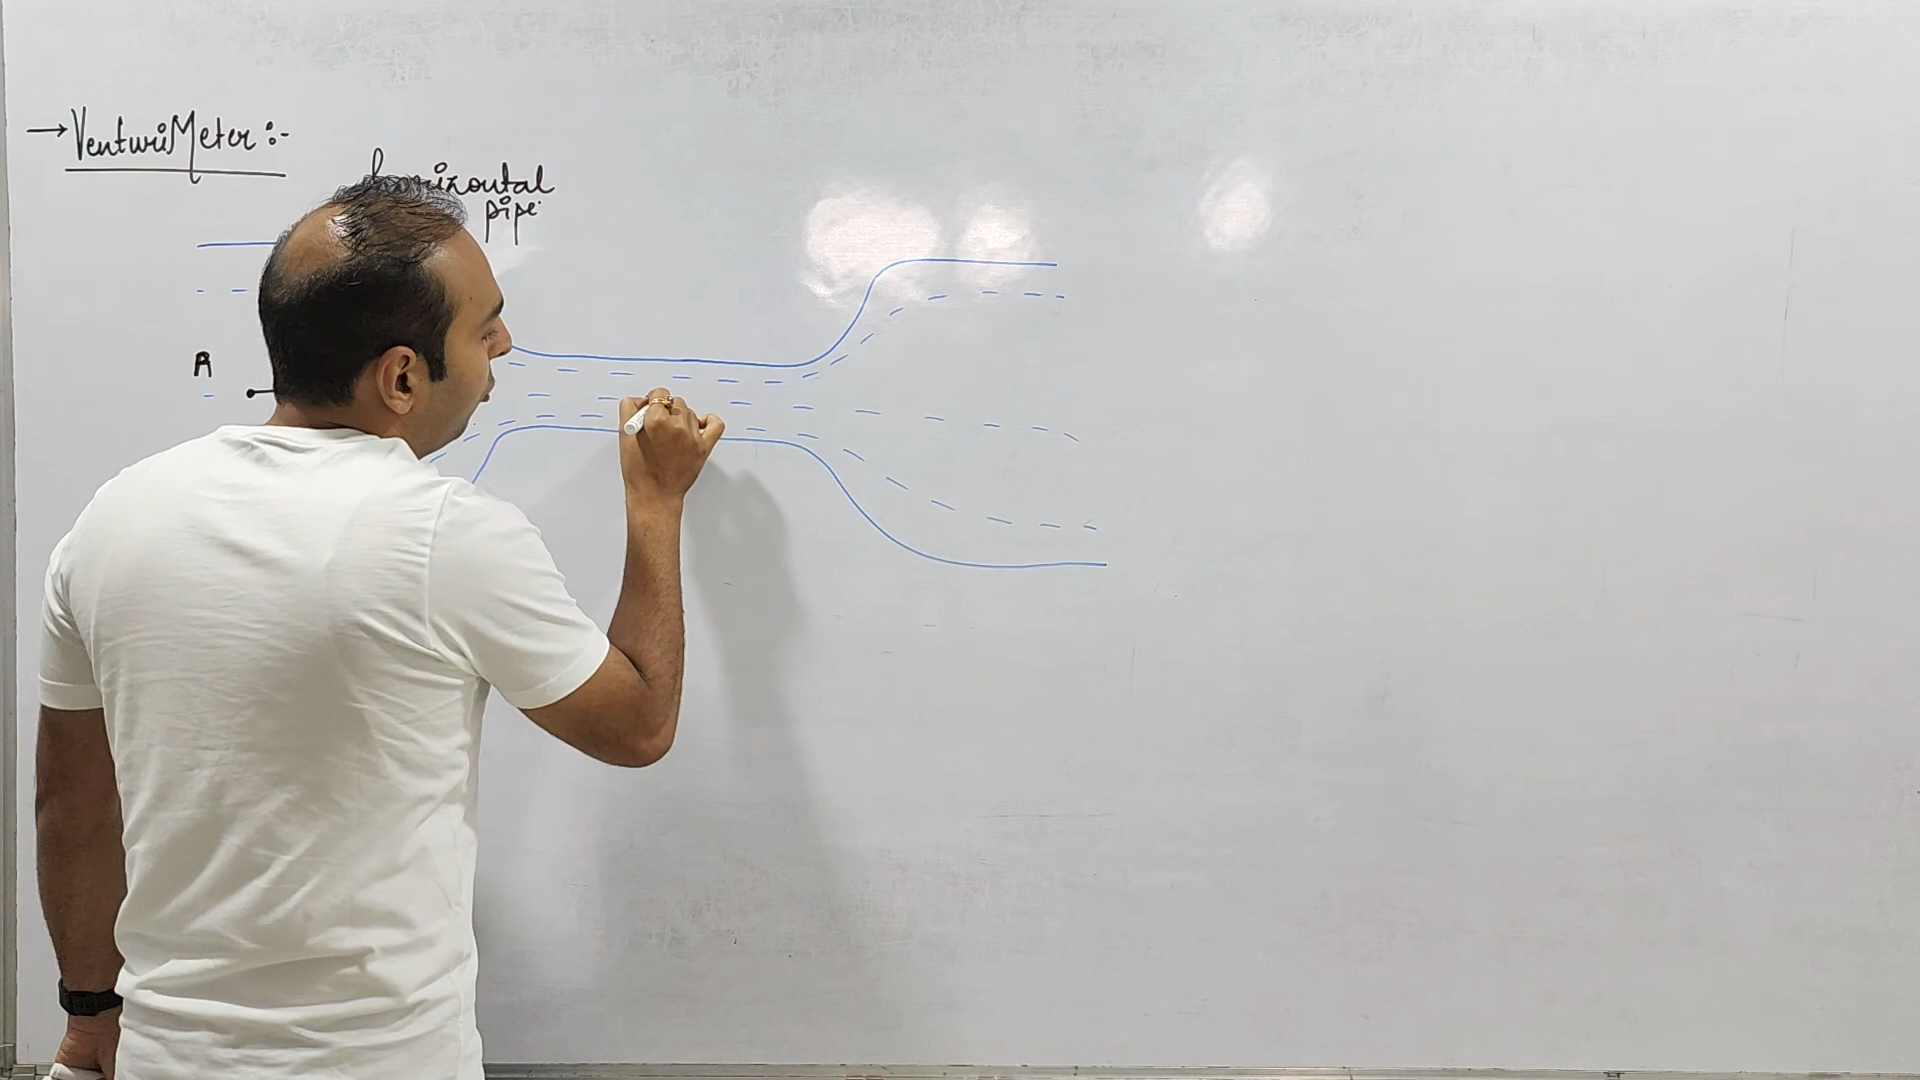 → VenturiMeter :-
horizontal
pipe
A